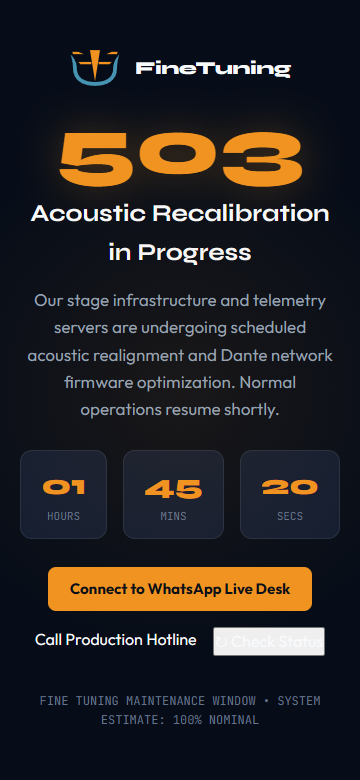 FineTuning
503
Acoustic Recalibration
in Progress
Our stage infrastructure and telemetry
servers are undergoing scheduled
acoustic realignment and Dante network
firmware optimization. Normal
operations resume shortly.
01 45 20
HOURS MINS SECS
Connect to WhatsApp Live Desk
Call Production Hotline ↻ Check Status
FINE TUNING MAINTENANCE WINDOW • SYSTEM
ESTIMATE: 100% NOMINAL